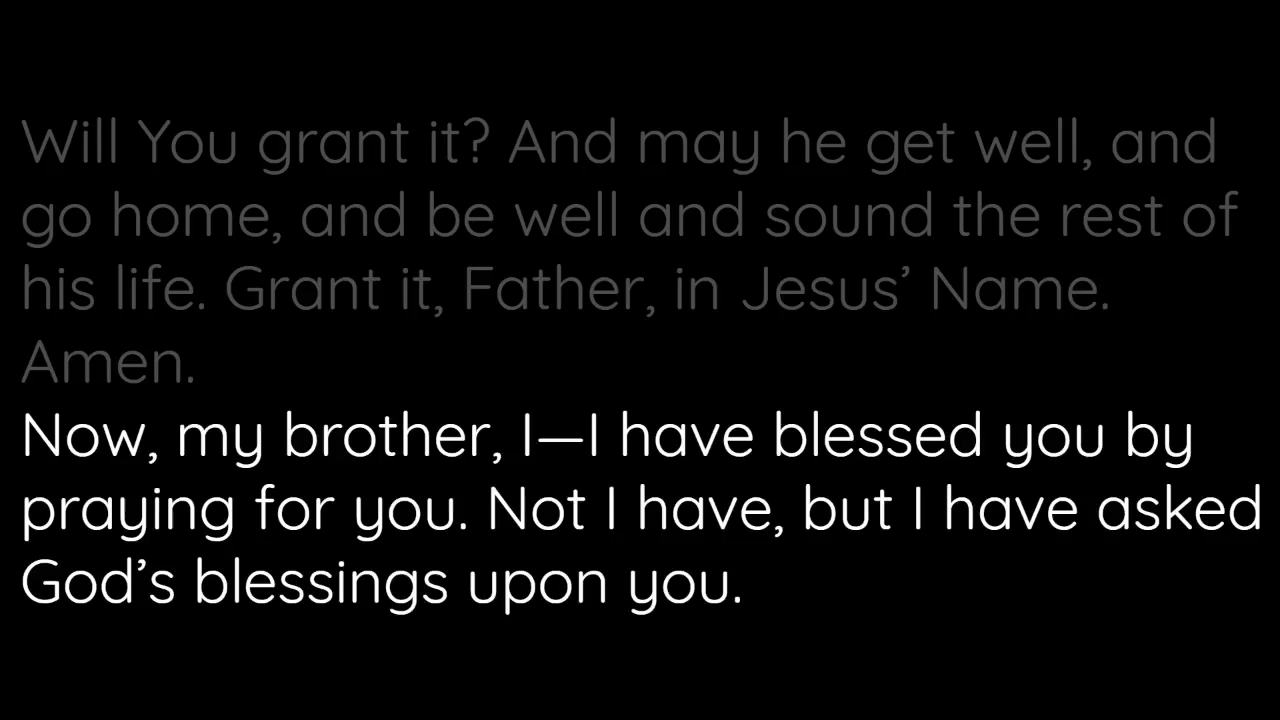 Will You grant it? And may he get well, and
go home, and be well and sound the rest of
his life. Grant it, Father, in Jesus’ Name.
Amen.
Now, my brother, I—I have blessed you by
praying for you. Not I have, but I have asked
God’s blessings upon you.